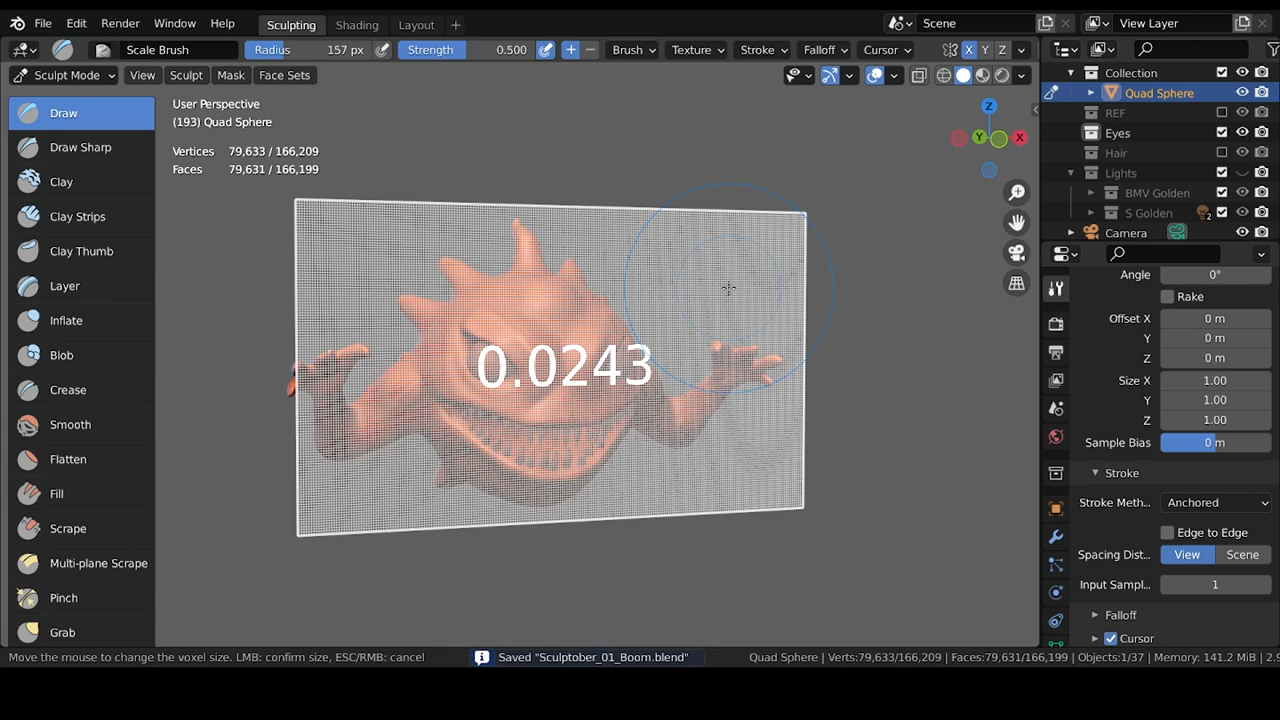 File Edit Render Window Help Sculpting Shading Layout + Scene View Layer
Scale Brush Radius 157 px Strength 0.500 + − Brush Texture Stroke Falloff Cursor X Y Z
Sculpt Mode View Sculpt Mask Face Sets
Collection
Quad Sphere
REF
Eyes
Hair
Lights
BMV Golden
S Golden 2
Camera
Draw
Draw Sharp
Clay
Clay Strips
Clay Thumb
Layer
Inflate
Blob
Crease
Smooth
Flatten
Fill
Scrape
Multi-plane Scrape
Pinch
Grab
User Perspective
(193) Quad Sphere
Vertices 79,633 / 166,209
Faces 79,631 / 166,199
Z
Y
X
0.0243
Angle 0°
Rake
Offset X 0 m
Y 0 m
Z 0 m
Size X 1.00
Y 1.00
Z 1.00
Sample Bias 0 m
Stroke
Stroke Meth... Anchored
Edge to Edge
Spacing Dist... View Scene
Input Sampl... 1
Falloff
Cursor
Move the mouse to change the voxel size. LMB: confirm size, ESC/RMB: cancel
Saved "Sculptober_01_Boom.blend"
Quad Sphere | Verts:79,633/166,209 | Faces:79,631/166,199 | Objects:1/37 | Memory: 141.2 MiB | 2.9